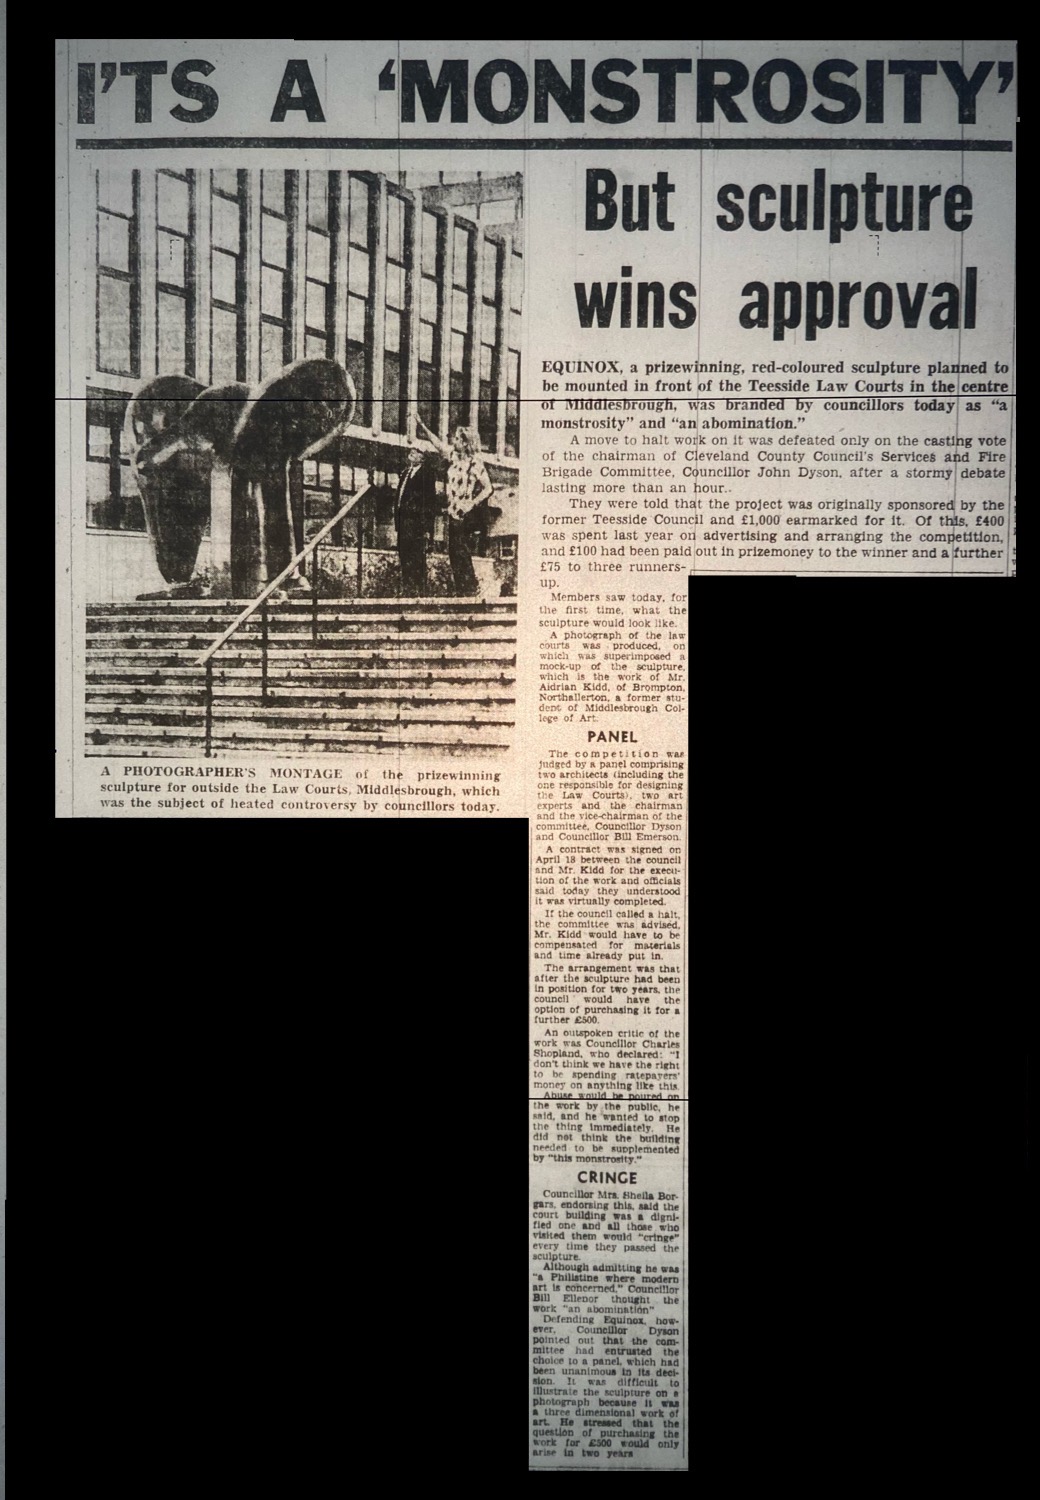 I'TS A 'MONSTROSITY'
But sculpture
wins approval
EQUINOX, a prizewinning, red-coloured sculpture planned to
be mounted in front of the Teesside Law Courts in the centre
of Middlesbrough, was branded by councillors today as "a
monstrosity" and "an abomination."
A move to halt work on it was defeated only on the casting vote
of the chairman of Cleveland County Council's Services and Fire
Brigade Committee, Councillor John Dyson, after a stormy debate
lasting more than an hour..
They were told that the project was originally sponsored by the
former Teesside Council and £1,000 earmarked for it. Of this, £400
was spent last year on advertising and arranging the competition,
and £100 had been paid out in prizemoney to the winner and a further
£75 to three runners-
up.
Members saw today, for
the first time, what the
sculpture would look like.
A photograph of the law
courts was produced, on
which was superimposed a
mock-up of the sculpture,
which is the work of Mr.
Aidrian Kidd, of Brompton,
Northallerton, a former stu-
dent of Middlesbrough Col-
lege of Art.
PANEL
The competition was
judged by a panel comprising
two architects (including the
one responsible for designing
the Law Courts), two art
experts and the chairman
and the vice-chairman of the
committee, Councillor Dyson
and Councillor Bill Emerson.
A contract was signed on
April 18 between the council
and Mr. Kidd for the execu-
tion of the work and officials
said today they understood
it was virtually completed.
If the council called a halt,
the committee was advised,
Mr. Kidd would have to be
compensated for materials
and time already put in.
The arrangement was that
after the sculpture had been
in position for two years, the
council would have the
option of purchasing it for a
further £500.
An outspoken critic of the
work was Councillor Charles
Shopland, who declared: "I
don't think we have the right
to be spending ratepayers'
money on anything like this.
Abuse would be poured on
the work by the public, he
said, and he wanted to stop
the thing immediately. He
did not think the building
needed to be supplemented
by "this monstrosity."
CRINGE
Councillor Mrs. Sheila Bor-
gars, endorsing this, said the
court building was a digni-
fied one and all those who
visited them would "cringe"
every time they passed the
sculpture.
Although admitting he was
"a Philistine where modern
art is concerned," Councillor
Bill Ellenor thought the
work "an abomination"
Defending Equinox, how-
ever, Councillor Dyson
pointed out that the com-
mittee had entrusted the
choice to a panel, which had
been unanimous in its deci-
sion. It was difficult to
illustrate the sculpture on a
photograph because it was
a three dimensional work of
art. He stressed that the
question of purchasing the
work for £500 would only
arise in two years
A PHOTOGRAPHER'S MONTAGE of the prizewinning
sculpture for outside the Law Courts, Middlesbrough, which
was the subject of heated controversy by councillors today.